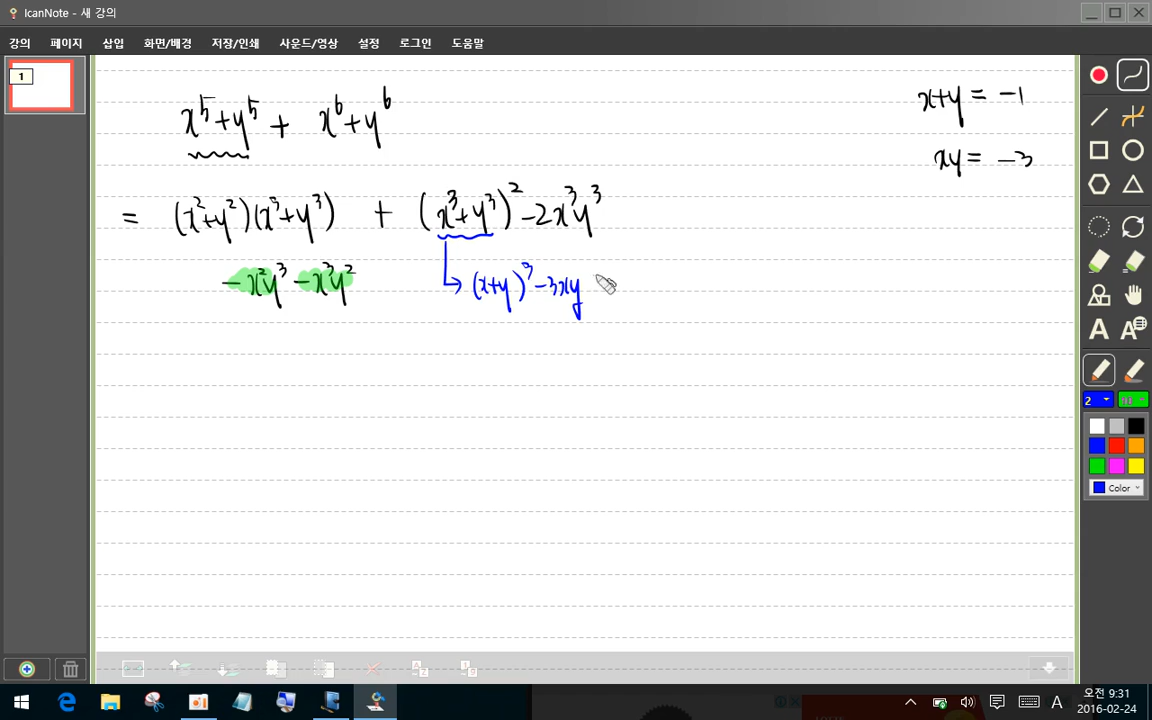 IcanNote - 새 강의
강의 페이지 삽입 화면/배경 저장/인쇄 사운드/영상 설정 로그인 도움말
1
x⁵+y⁵ + x⁶+y⁶
x+y = -1
xy = -3
= (x²+y²)(x³+y³) + (x³+y³)² -2x³y³
-x²y³ -x³y²
→ (x+y)³ -3xy
A A
2
Color
A
오전 9:31
2016-02-24